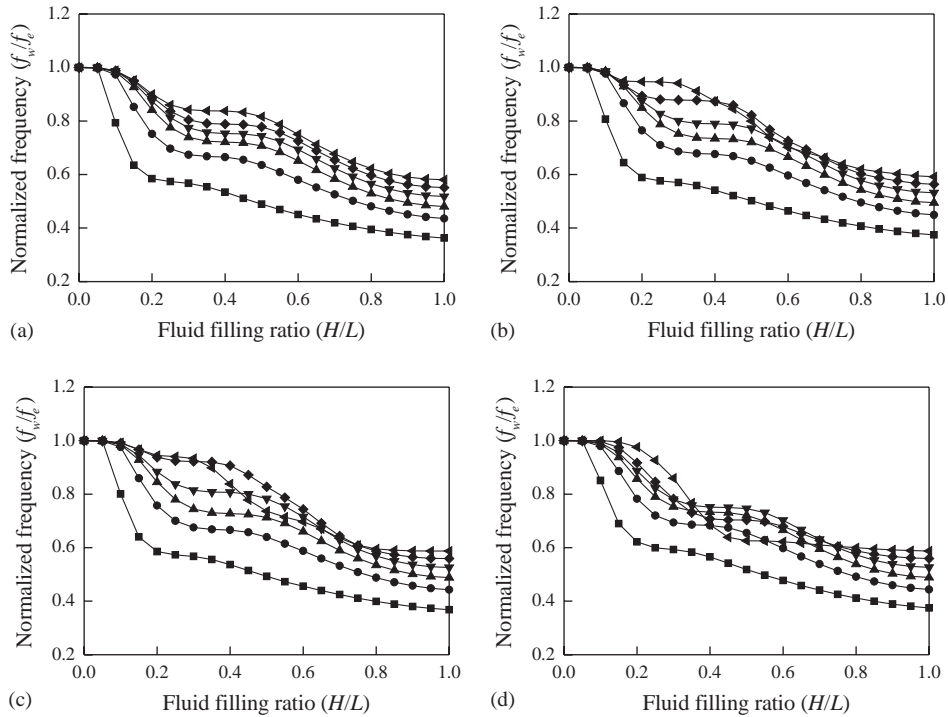 1.2
1.0
0.8
0.6
0.4
0.2
Normalized frequency (f_w/f_e)
0.0 0.2 0.4 0.6 0.8 1.0
(a) Fluid filling ratio (H/L)
1.2
1.0
0.8
0.6
0.4
0.2
Normalized frequency (f_w/f_e)
0.0 0.2 0.4 0.6 0.8 1.0
(b) Fluid filling ratio (H/L)
1.2
1.0
0.8
0.6
0.4
0.2
Normalized frequency (f_w/f_e)
0.0 0.2 0.4 0.6 0.8 1.0
(c) Fluid filling ratio (H/L)
1.2
1.0
0.8
0.6
0.4
0.2
Normalized frequency (f_w/f_e)
0.0 0.2 0.4 0.6 0.8 1.0
(d) Fluid filling ratio (H/L)